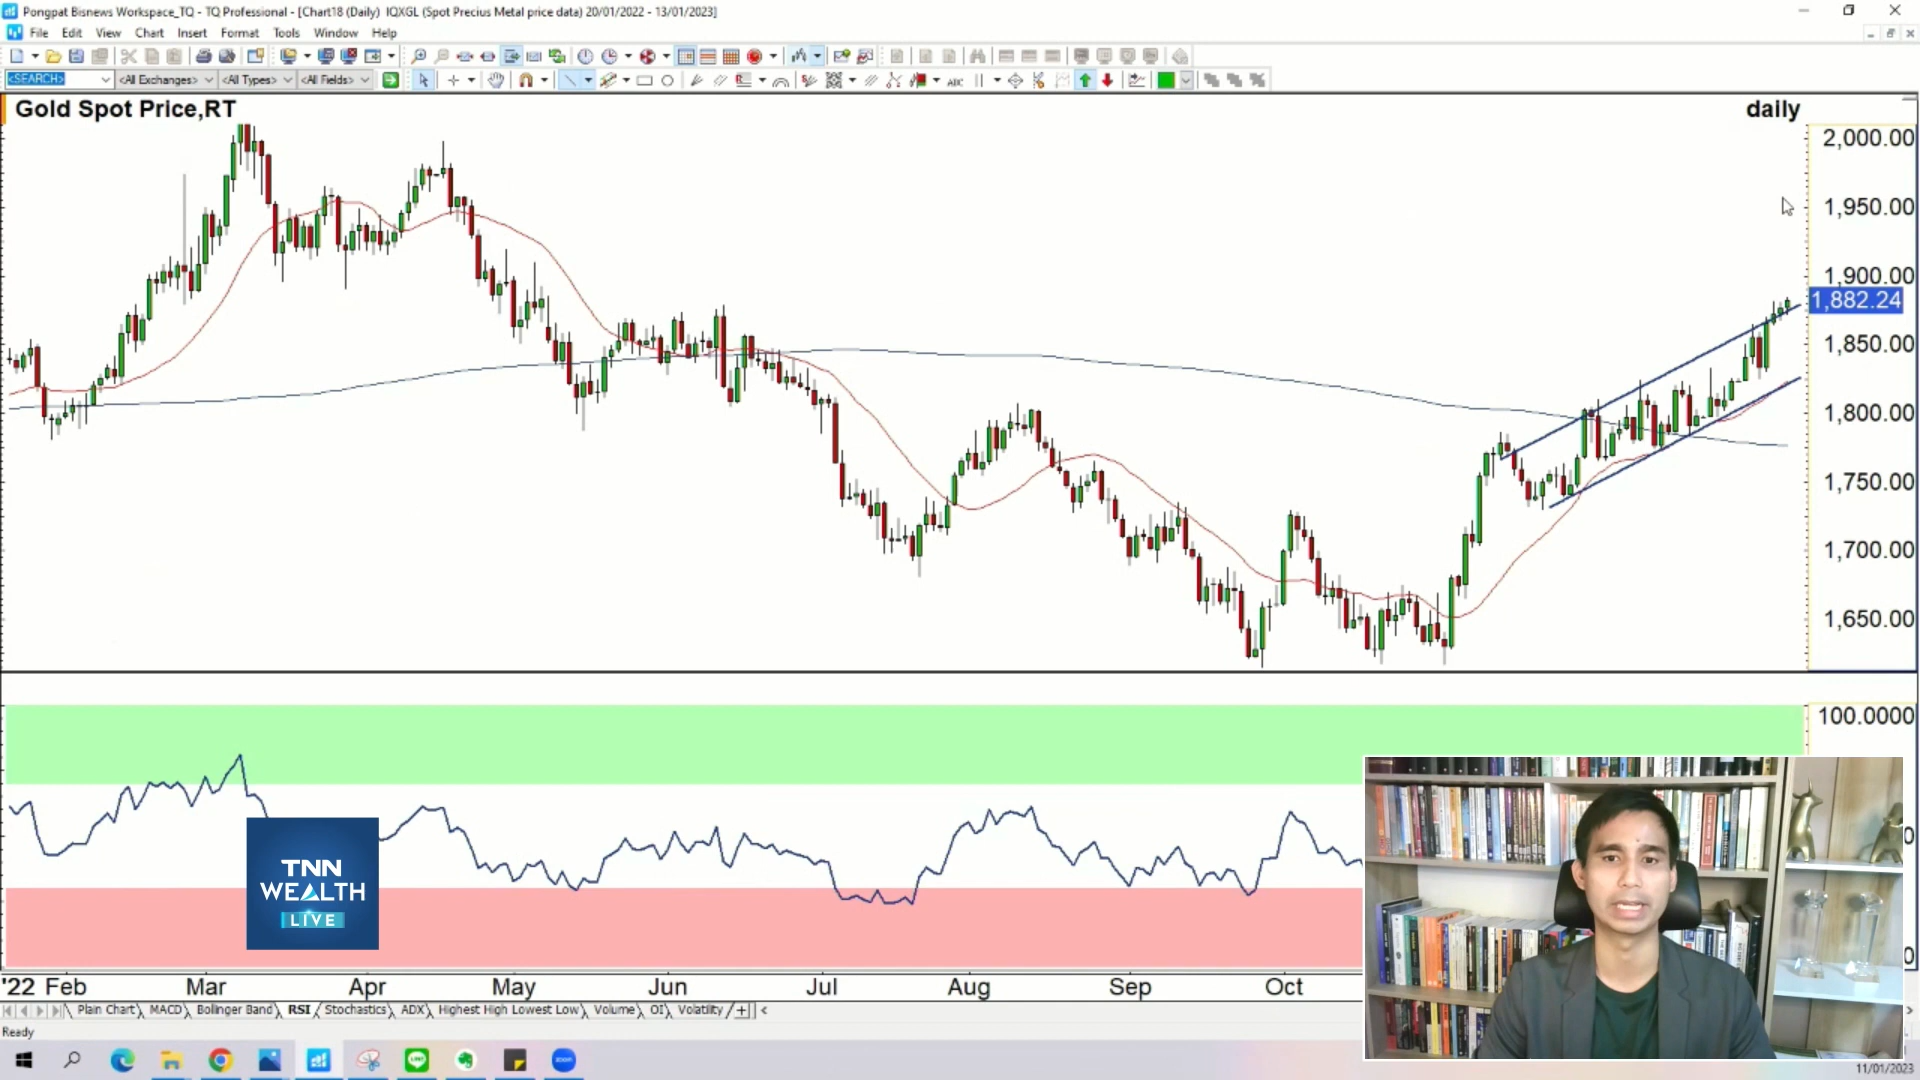 Pongpat Bisnews Workspace_TQ - TQ Professional - [Chart18 (Daily) IQXGL (Spot Precius Metal price data) 20/01/2022 - 13/01/2023]
File Edit View Chart Insert Format Tools Window Help
<SEARCH> <All Exchanges> <All Types> <All Fields>
ABC
Gold Spot Price,RT
daily
2,000.00
1,950.00
1,900.00
1,882.24
1,850.00
1,800.00
1,750.00
1,700.00
1,650.00
100.0000
TNN
WEALTH
LIVE
'22 Feb Mar Apr May Jun Jul Aug Sep Oct
Plain Chart MACD Bolinger Band RSI Stochastics ADX Highest High Lowest Low Volume OI Volatility
Ready
zoom
11/01/2023